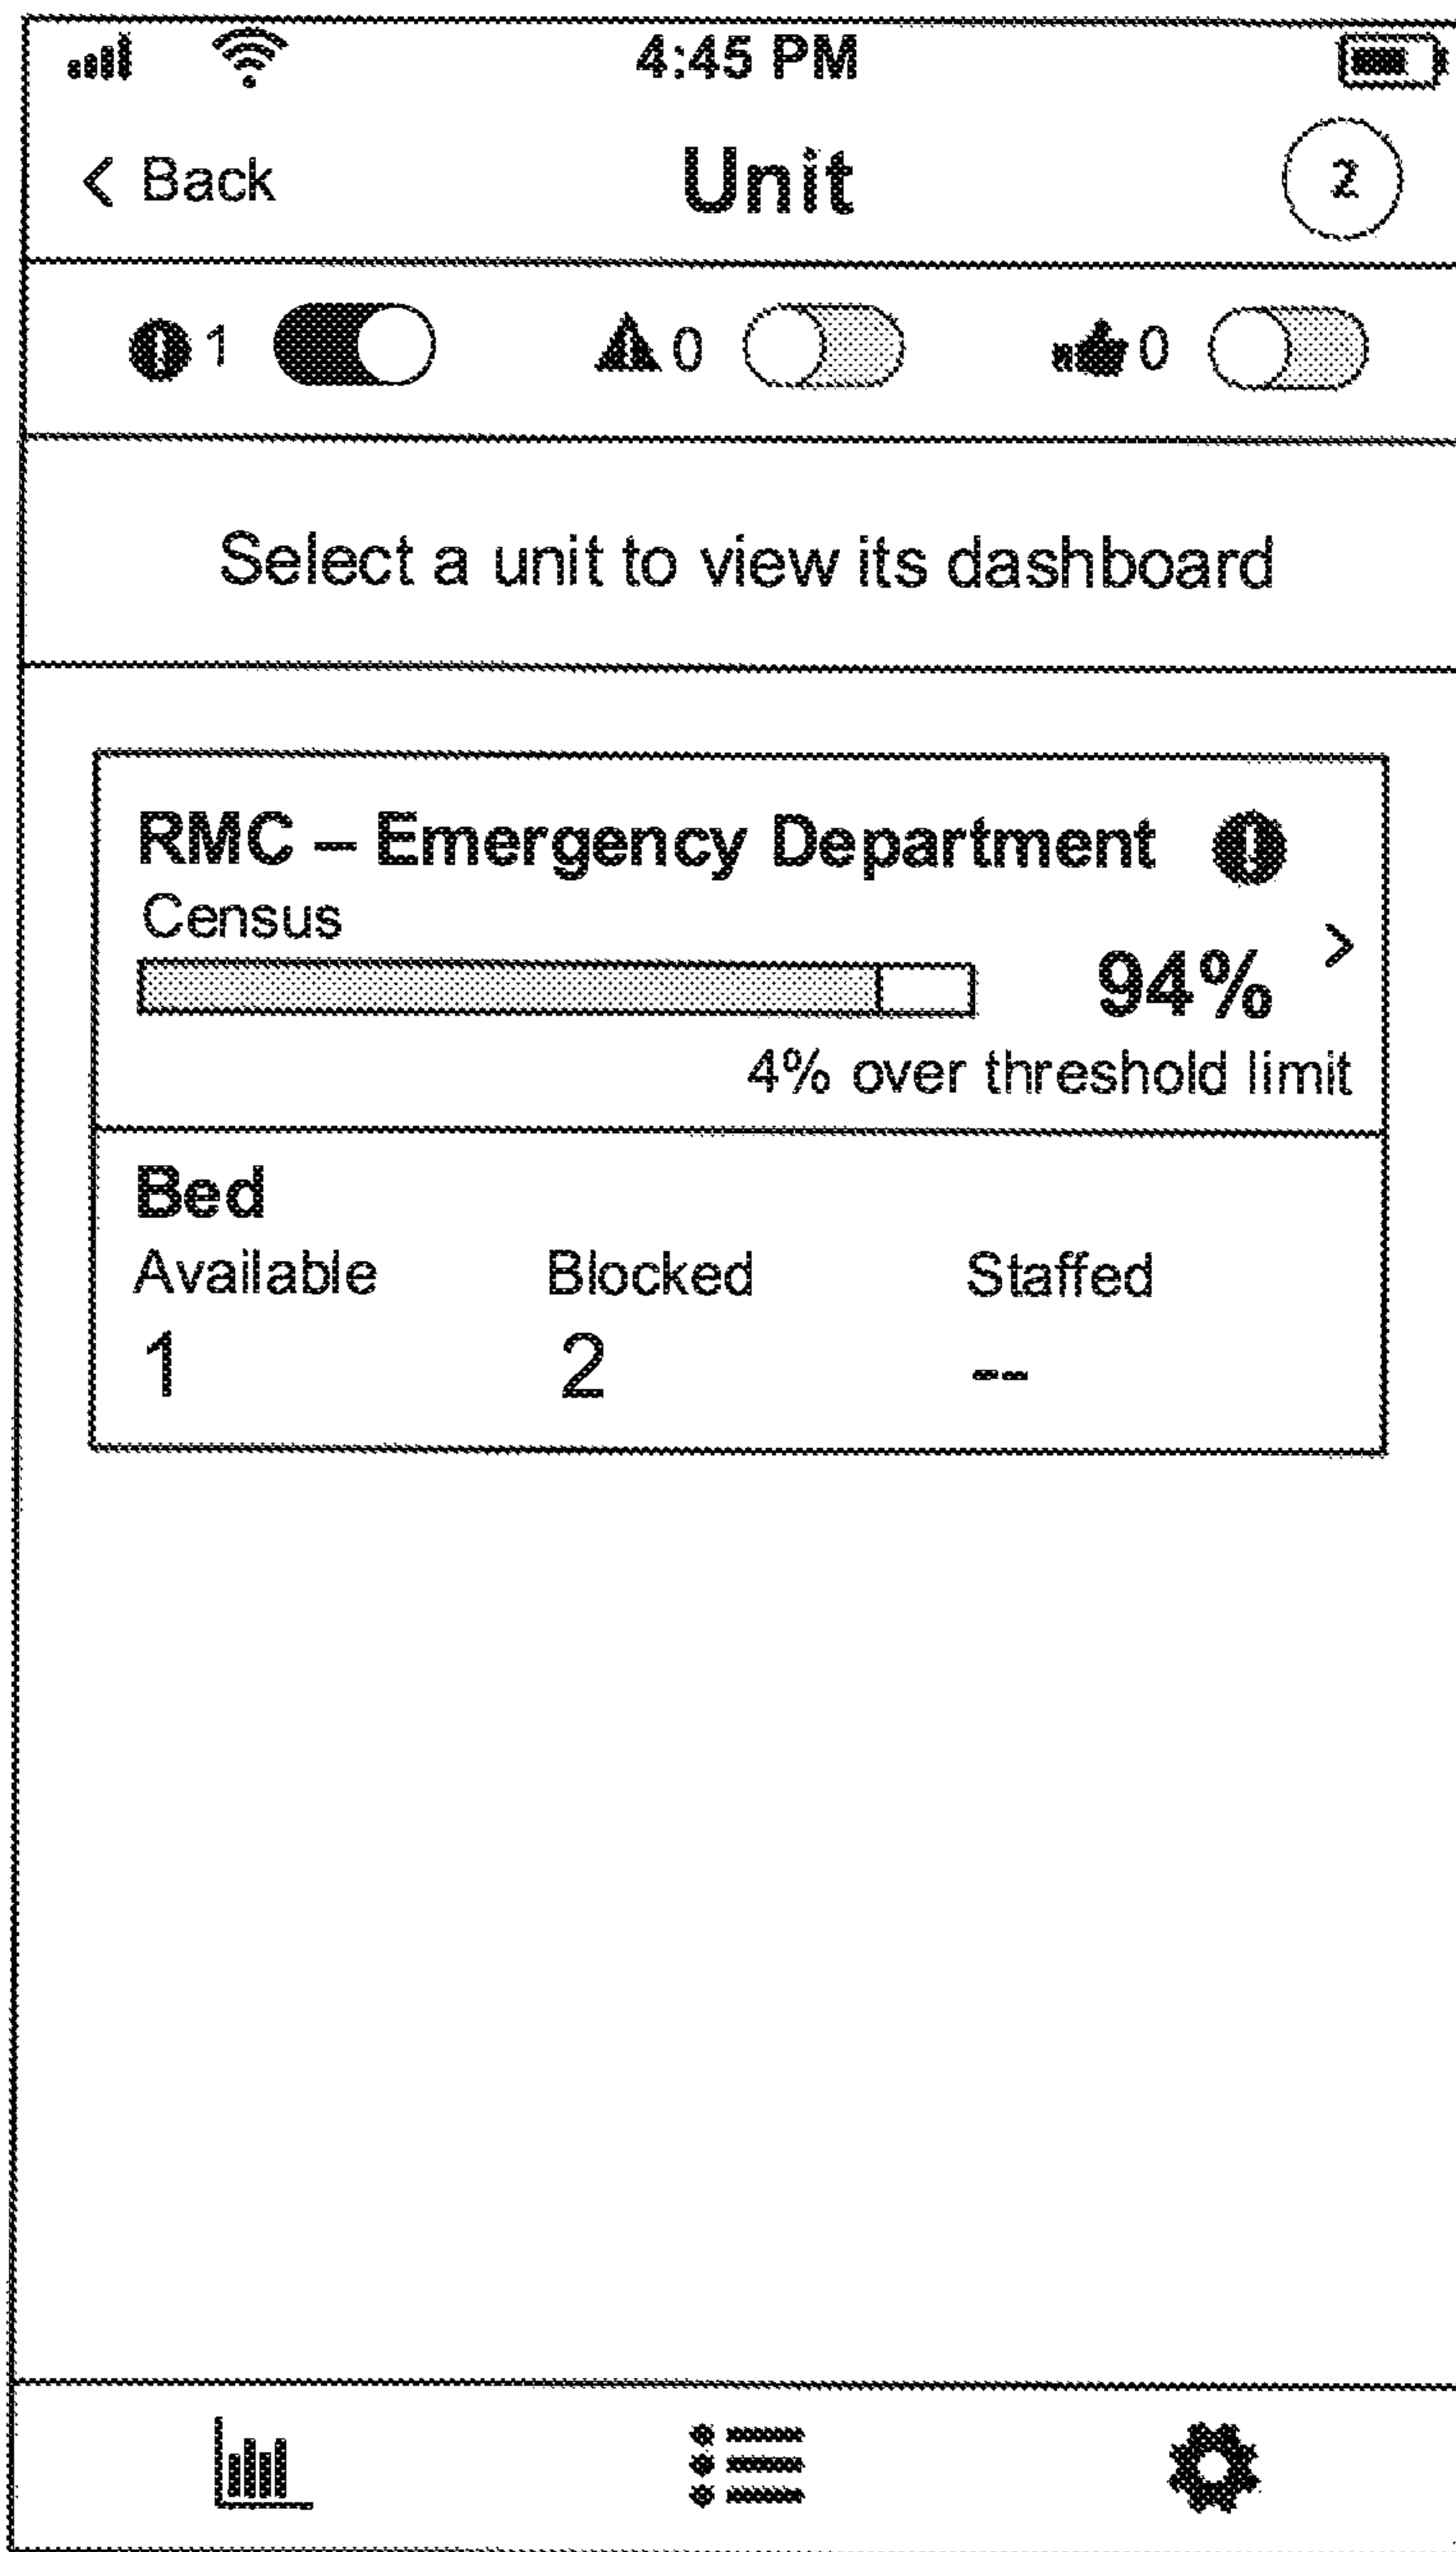 4:45 PM
< Back Unit 2
1 0 0
Select a unit to view its dashboard
RMC – Emergency Department
Census
94% >
4% over threshold limit
Bed
Available Blocked Staffed
1 2 --